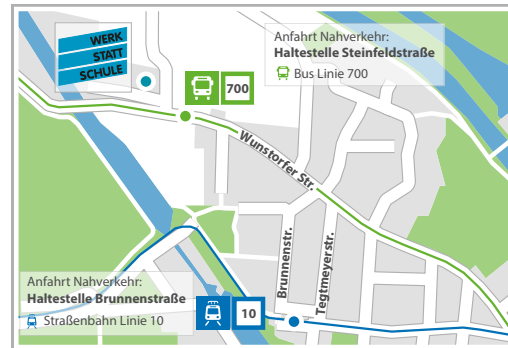 WERK
STATT
SCHULE
Anfahrt Nahverkehr:
Haltestelle Steinfeldstraße
Bus Linie 700
700
Wunstorfer Str.
Brunnenstr.
Tegtmeyerstr.
Anfahrt Nahverkehr:
Haltestelle Brunnenstraße
Straßenbahn Linie 10
10